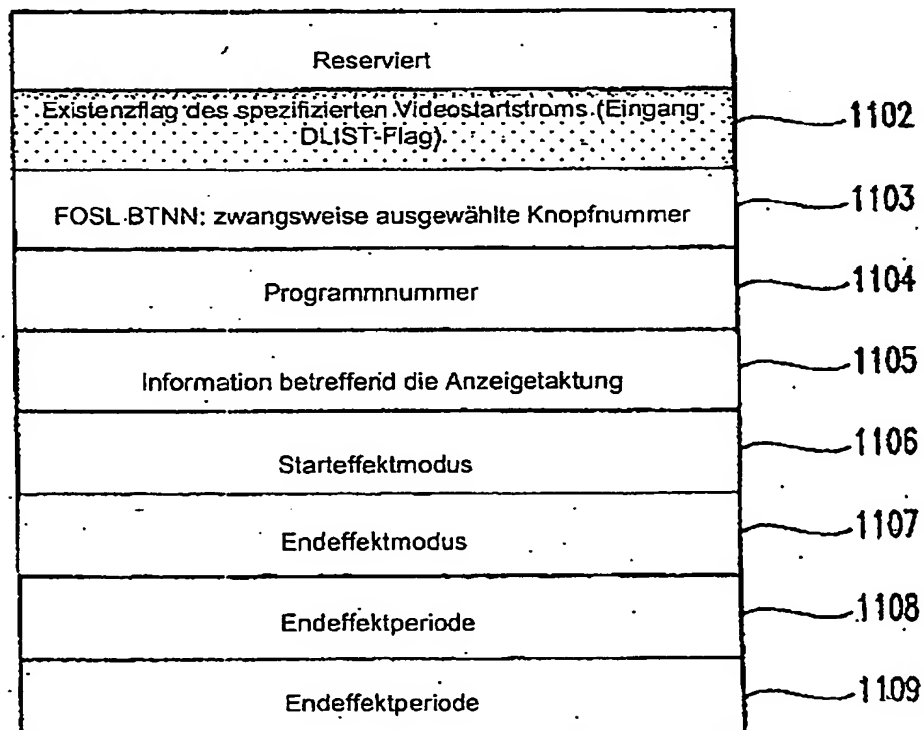 Reserviert
Existenzflag des spezifizierten Videostartstroms (Eingang
DLIST-Flag)
1102
FOSL BTNN: zwangsweise ausgewählte Knopfnummer
1103
Programmnummer
1104
Information betreffend die Anzeigetaktung
1105
Starteffektmodus
1106
Endeffektmodus
1107
Endeffektperiode
1108
Endeffektperiode
1109